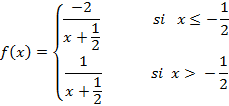 f(x) = { -2 / (x + 1/2) si x ≤ -1/2
1 / (x + 1/2) si x > -1/2